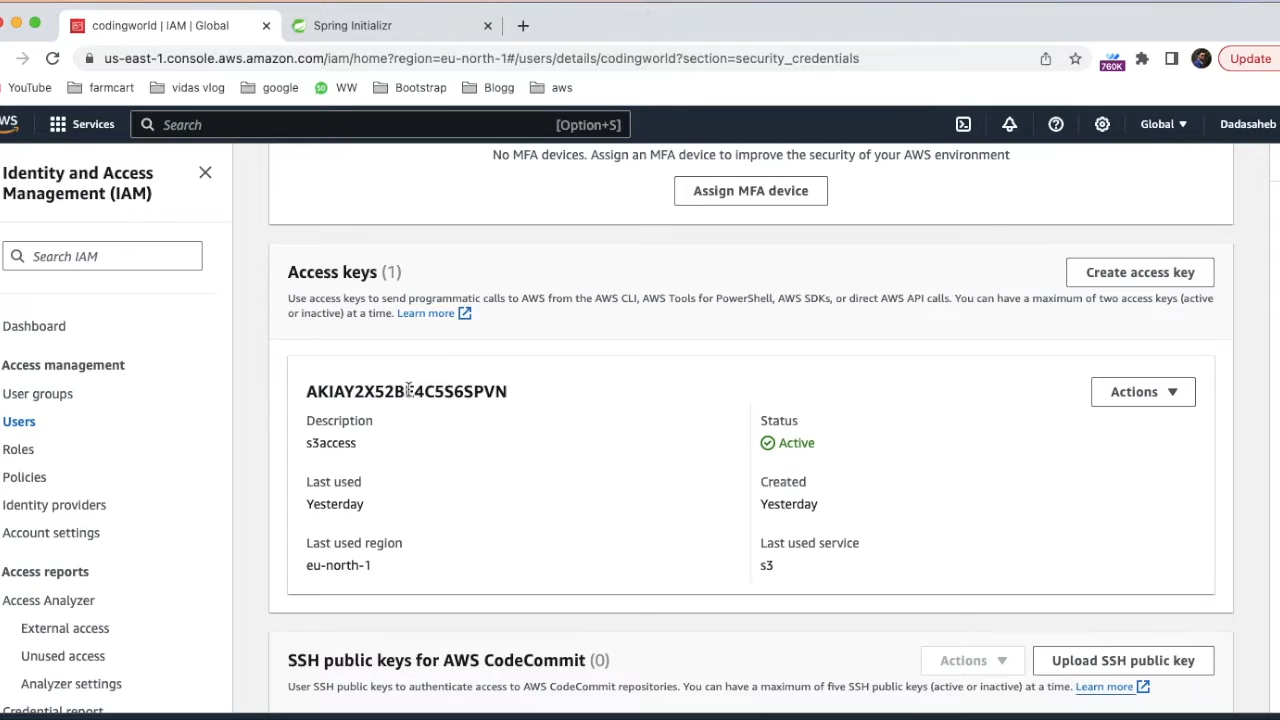 codingworld | IAM | Global
Spring Initializr
us-east-1.console.aws.amazon.com/iam/home?region=eu-north-1#/users/details/codingworld?section=security_credentials
760K
Update
YouTube farmcart vidas vlog google WW Bootstrap Blogg aws
Services
Search
[Option+S]
Global
Dadasaheb
Identity and Access
Management (IAM)
Search IAM
Dashboard
Access management
User groups
Users
Roles
Policies
Identity providers
Account settings
Access reports
Access Analyzer
External access
Unused access
Analyzer settings
Credential report
No MFA devices. Assign an MFA device to improve the security of your AWS environment
Assign MFA device
Access keys (1)
Create access key
Use access keys to send programmatic calls to AWS from the AWS CLI, AWS Tools for PowerShell, AWS SDKs, or direct AWS API calls. You can have a maximum of two access keys (active
or inactive) at a time. Learn more
Actions
Description
s3access
Status
Active
Last used
Yesterday
Created
Yesterday
Last used region
eu-north-1
Last used service
s3
SSH public keys for AWS CodeCommit (0)
Actions
Upload SSH public key
User SSH public keys to authenticate access to AWS CodeCommit repositories. You can have a maximum of five SSH public keys (active or inactive) at a time. Learn more